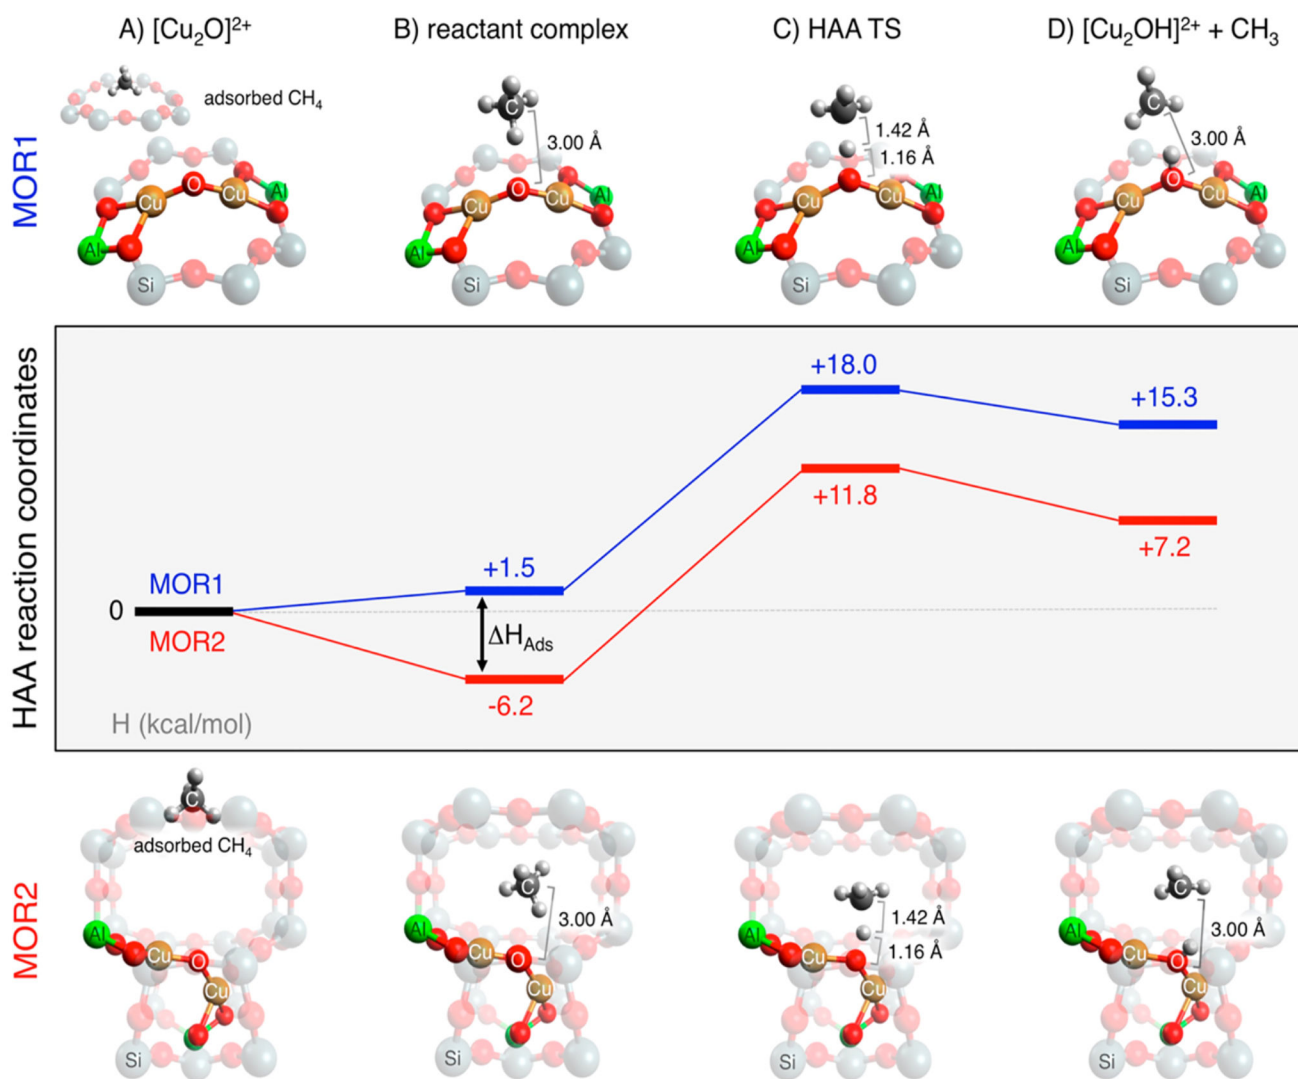 A) [Cu₂O]²⁺ B) reactant complex C) HAA TS D) [Cu₂OH]²⁺ + CH₃
MOR1
adsorbed CH₄
Cu O Cu Al Al Si
C 3.00 Å Cu O Cu Al Al Si
1.42 Å
1.16 Å
Cu Cu Al Al Si
C 3.00 Å Cu O Cu Al Al Si
HAA reaction coordinates
+18.0
+15.3
+11.8
+7.2
+1.5
MOR1
0
MOR2
ΔH_Ads
-6.2
H (kcal/mol)
MOR2
C
adsorbed CH₄
Al Cu O Cu Si
C 3.00 Å
Al Cu O Cu
1.42 Å
1.16 Å
Al Cu Cu Si
C 3.00 Å
Al Cu O Cu Si